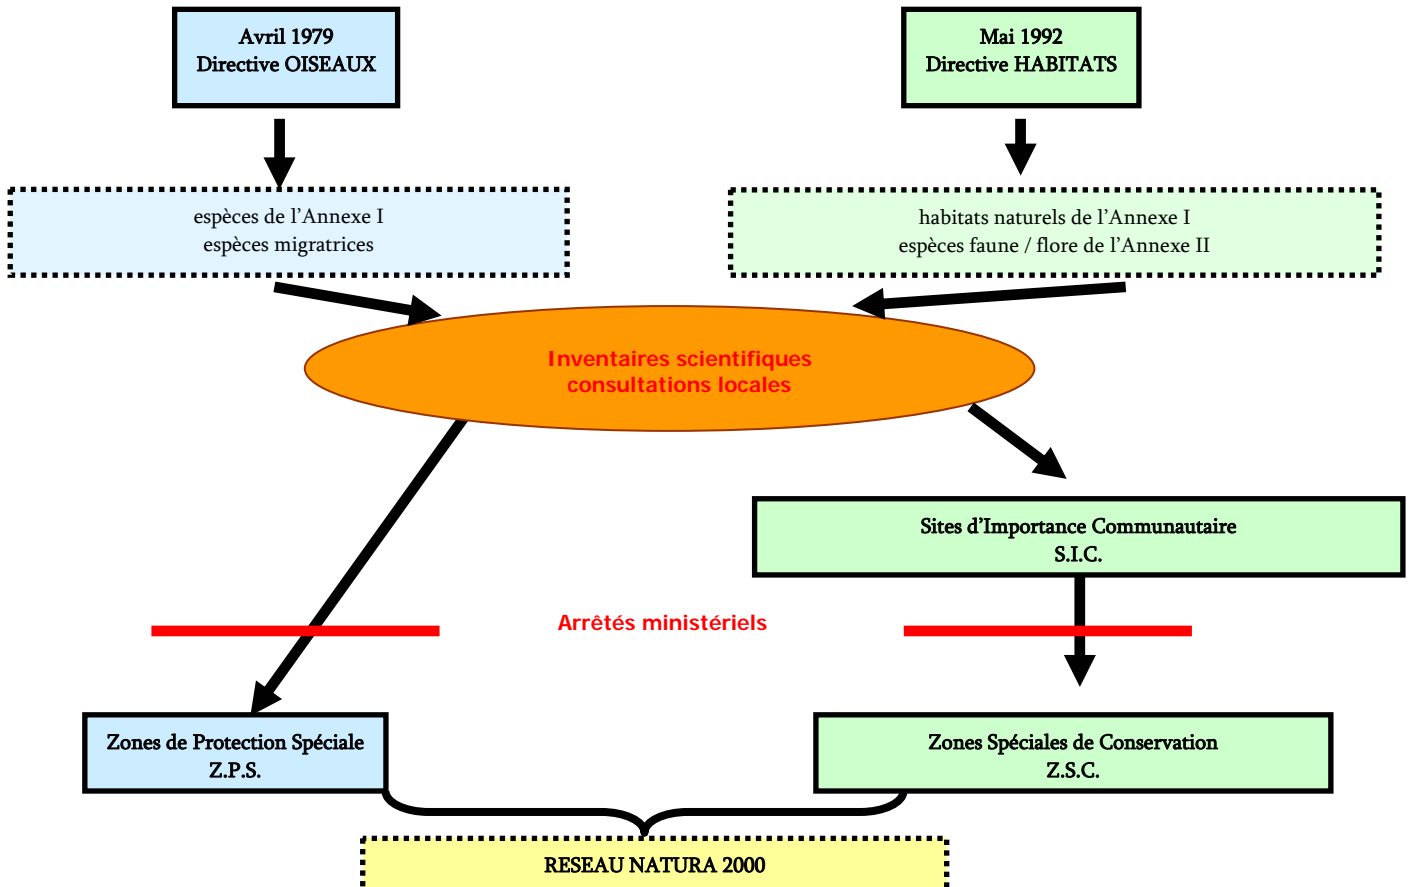 Avril 1979
Directive OISEAUX
Mai 1992
Directive HABITATS
espèces de l’Annexe I
espèces migratrices
habitats naturels de l’Annexe I
espèces faune / flore de l’Annexe II
Inventaires scientifiques
consultations locales
Sites d’Importance Communautaire
S.I.C.
Arrêtés ministériels
Zones de Protection Spéciale
Z.P.S.
Zones Spéciales de Conservation
Z.S.C.
RESEAU NATURA 2000